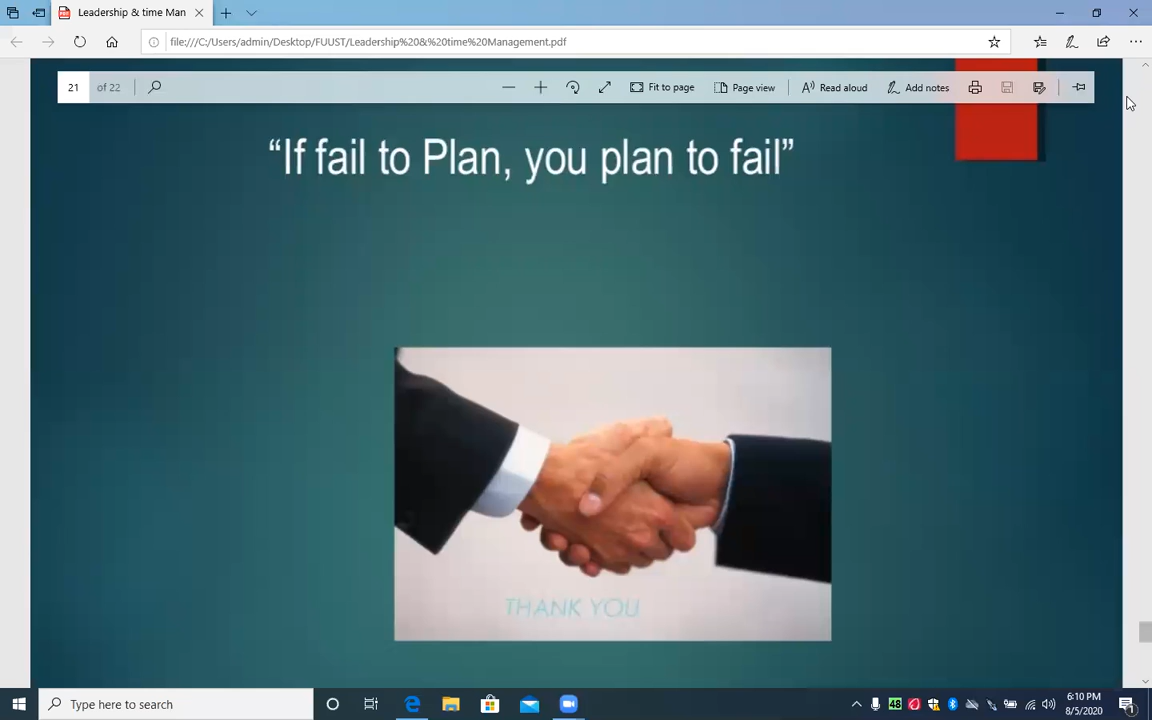 Leadership & time Man
file:///C:/Users/admin/Desktop/FUUST/Leadership%20&%20time%20Management.pdf
21 of 22 Fit to page Page view Read aloud Add notes
“If fail to Plan, you plan to fail”
THANK YOU
Type here to search
48
6:10 PM
8/5/2020
1